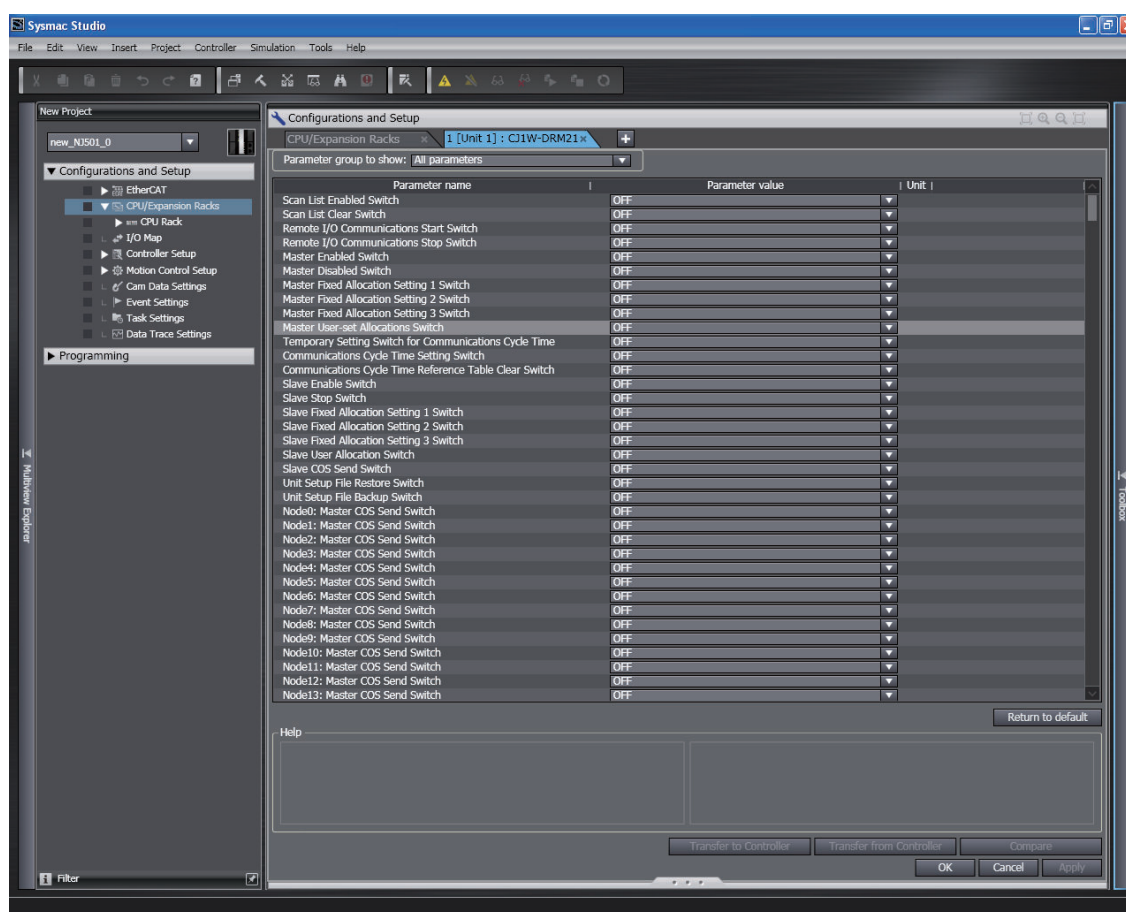 Sysmac Studio
File Edit View Insert Project Controller Simulation Tools Help
New Project
new_NJ501_0
Configurations and Setup
EtherCAT
CPU/Expansion Racks
CPU Rack
I/O Map
Controller Setup
Motion Control Setup
Cam Data Settings
Event Settings
Task Settings
Data Trace Settings
Programming
Filter
Multiview Explorer
Configurations and Setup
CPU/Expansion Racks 1 [Unit 1] : CJ1W-DRM21
Parameter group to show: All parameters
Parameter name Parameter value Unit
Scan List Enabled Switch OFF
Scan List Clear Switch OFF
Remote I/O Communications Start Switch OFF
Remote I/O Communications Stop Switch OFF
Master Enabled Switch OFF
Master Disabled Switch OFF
Master Fixed Allocation Setting 1 Switch OFF
Master Fixed Allocation Setting 2 Switch OFF
Master Fixed Allocation Setting 3 Switch OFF
Master User-set Allocations Switch OFF
Temporary Setting Switch for Communications Cycle Time OFF
Communications Cycle Time Setting Switch OFF
Communications Cycle Time Reference Table Clear Switch OFF
Slave Enable Switch OFF
Slave Stop Switch OFF
Slave Fixed Allocation Setting 1 Switch OFF
Slave Fixed Allocation Setting 2 Switch OFF
Slave Fixed Allocation Setting 3 Switch OFF
Slave User Allocation Switch OFF
Slave COS Send Switch OFF
Unit Setup File Restore Switch OFF
Unit Setup File Backup Switch OFF
Node0: Master COS Send Switch OFF
Node1: Master COS Send Switch OFF
Node2: Master COS Send Switch OFF
Node3: Master COS Send Switch OFF
Node4: Master COS Send Switch OFF
Node5: Master COS Send Switch OFF
Node6: Master COS Send Switch OFF
Node7: Master COS Send Switch OFF
Node8: Master COS Send Switch OFF
Node9: Master COS Send Switch OFF
Node10: Master COS Send Switch OFF
Node11: Master COS Send Switch OFF
Node12: Master COS Send Switch OFF
Node13: Master COS Send Switch OFF
Return to default
Help
Transfer to Controller Transfer from Controller Compare
OK Cancel Apply
Toolbox